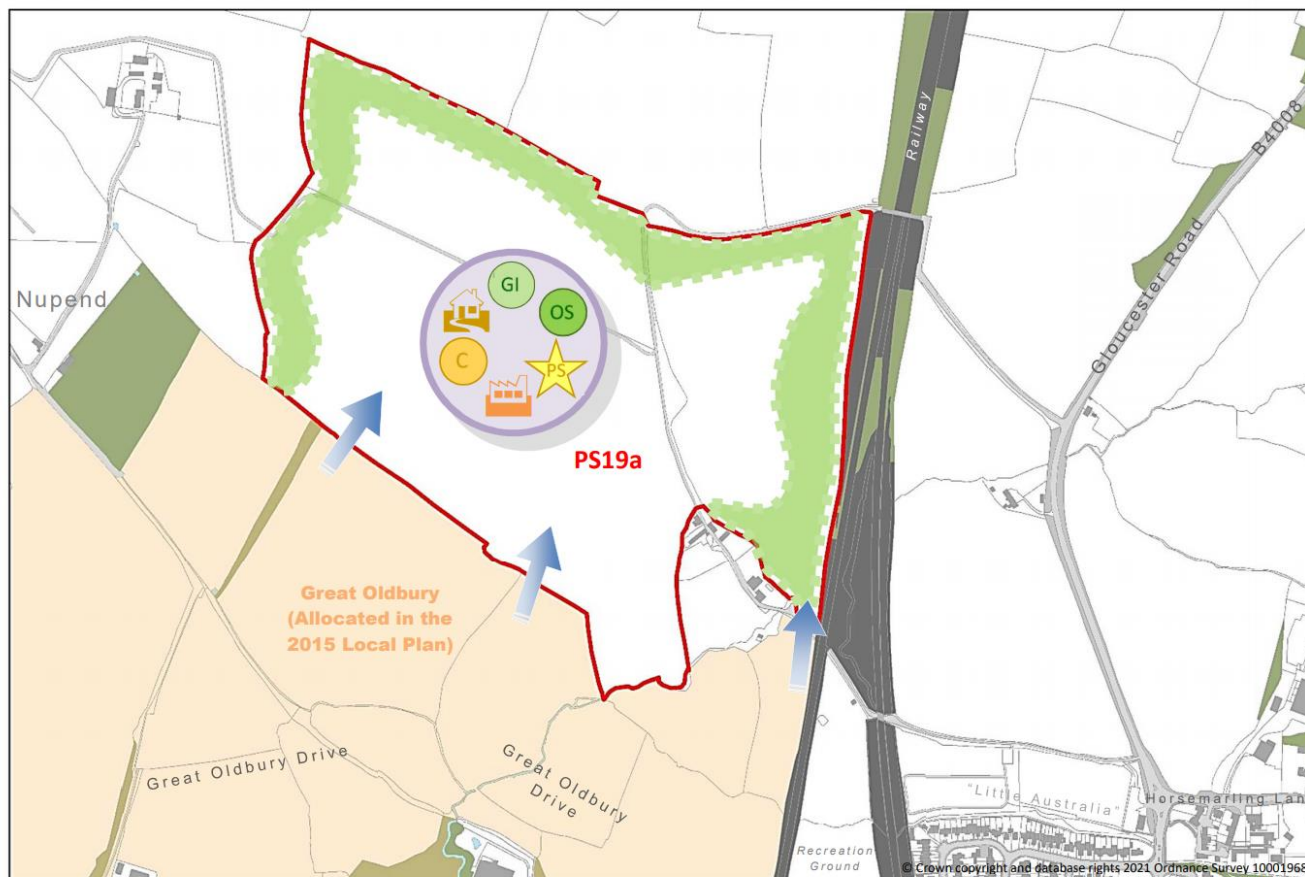 Railway
B4008
Gloucester Road
Nupend
GI
OS
C
PS
PS19a
Great Oldbury
(Allocated in the
2015 Local Plan)
Great Oldbury Drive
Great Oldbury
Drive
"Little Australia"
Horsemarling Lan
Recreation
Ground
© Crown copyright and database rights 2021 Ordnance Survey 10001968